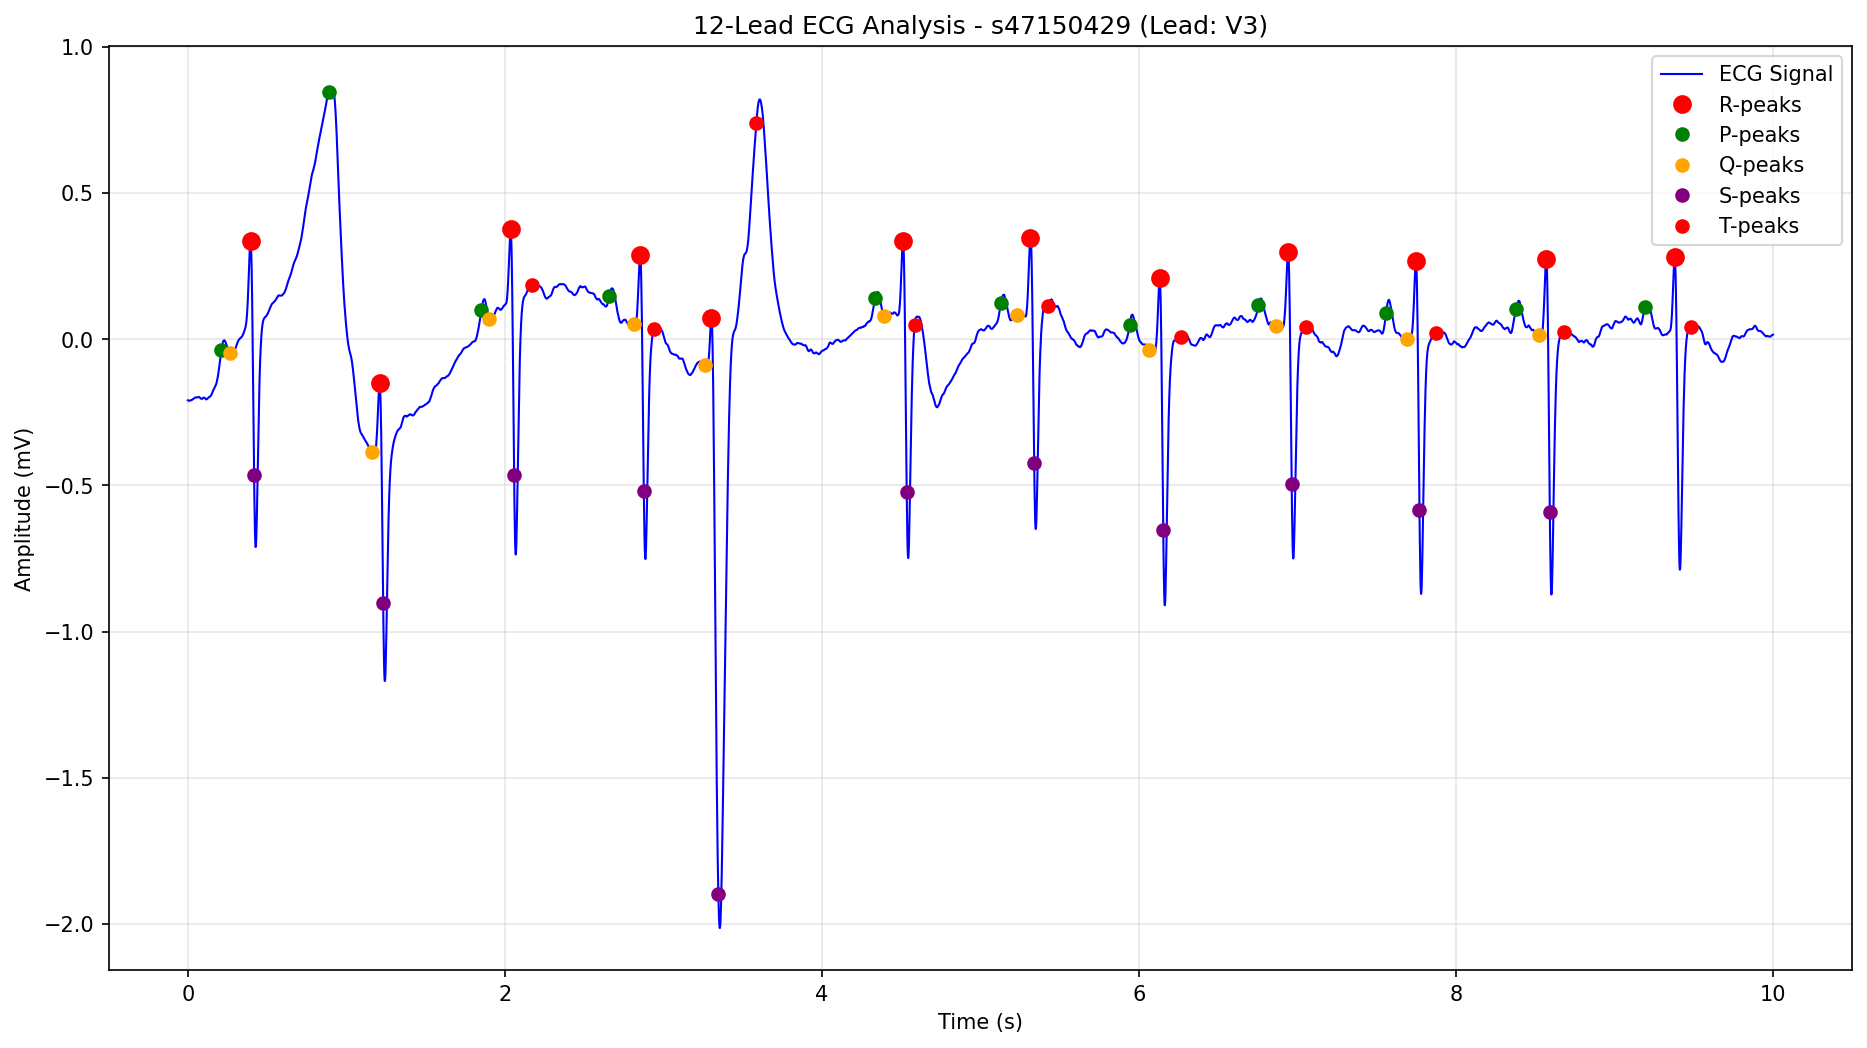 12-Lead ECG Analysis - s47150429 (Lead: V3)
1.0
0.5
0.0
−0.5
−1.0
−1.5
−2.0
Amplitude (mV)
ECG Signal
R-peaks
P-peaks
Q-peaks
S-peaks
T-peaks
0 2 4 6 8 10
Time (s)